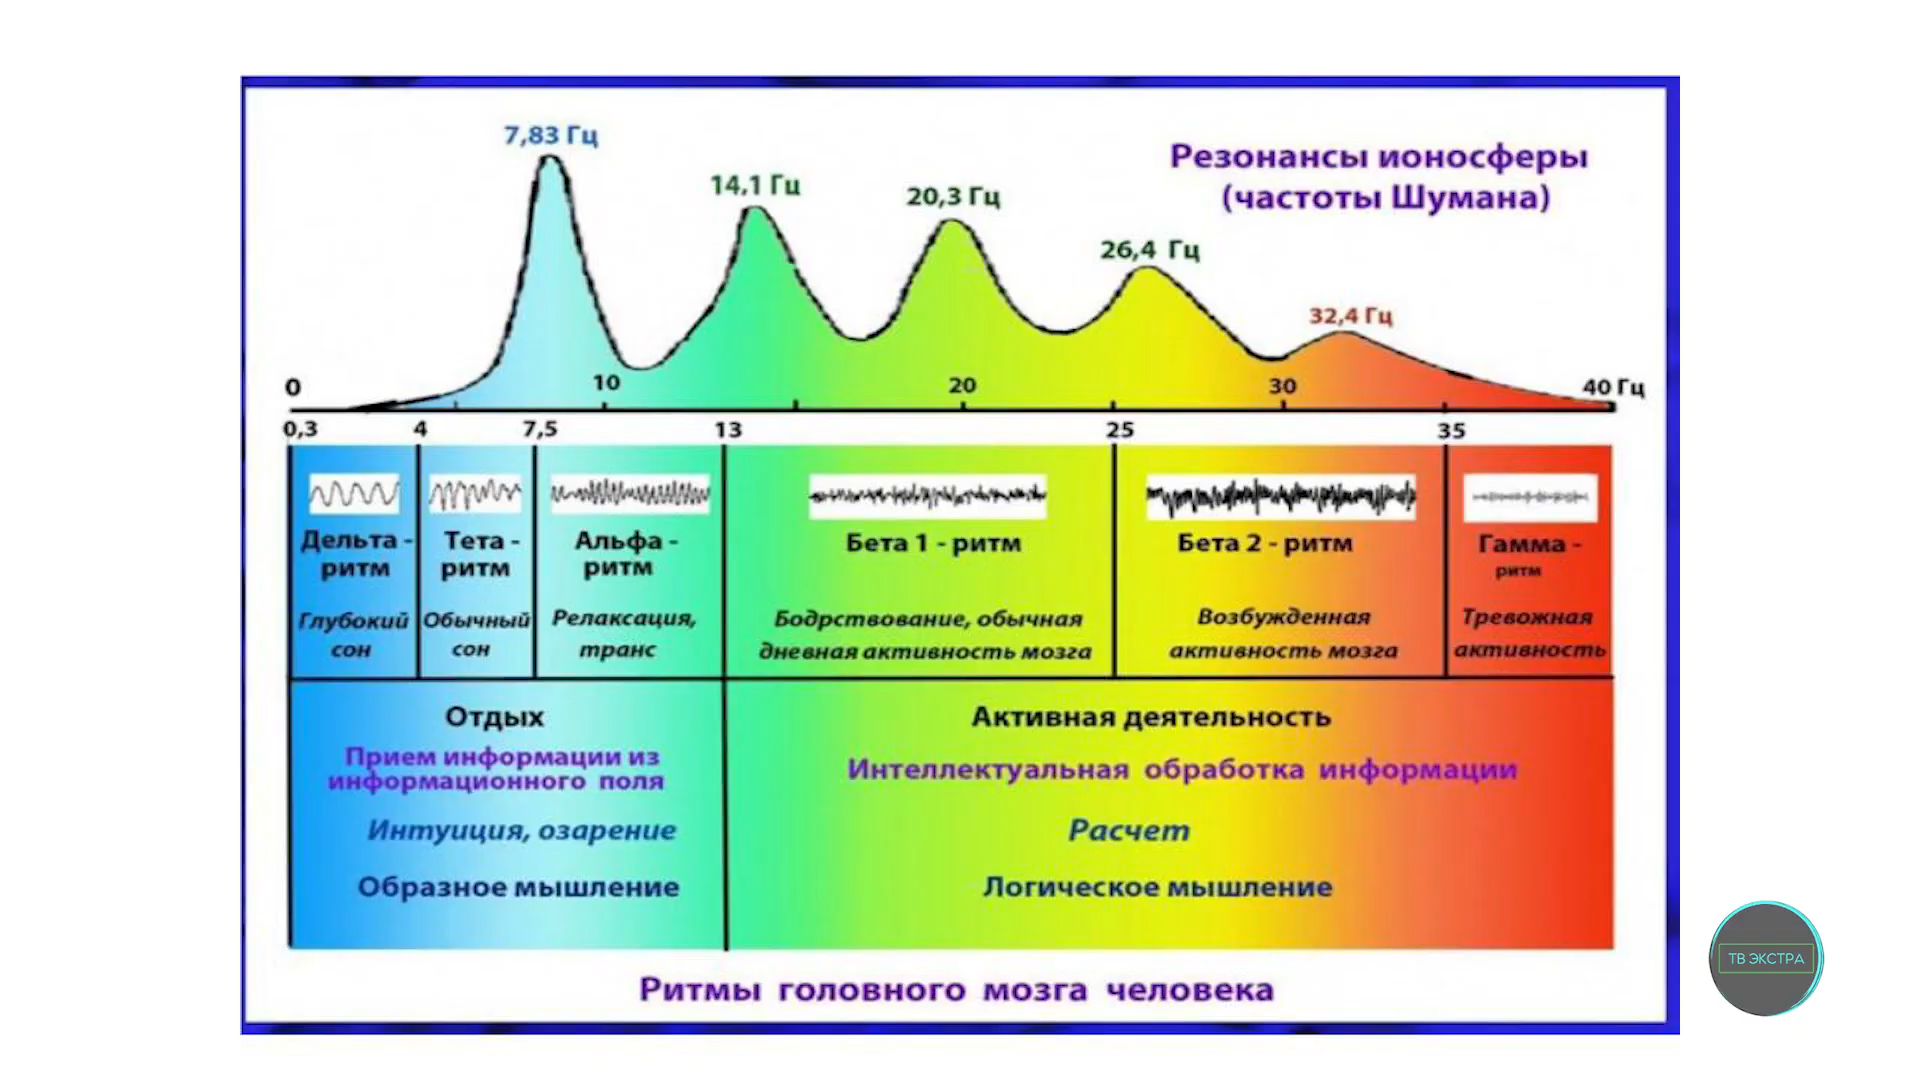 7,83 Гц
14,1 Гц
20,3 Гц
26,4 Гц
32,4 Гц
Резонансы ионосферы
(частоты Шумана)
0
10
20
30
40 Гц
0,3
4
7,5
13
25
35
Дельта -
ритм
Глубокий
сон
Тета -
ритм
Обычный
сон
Альфа -
ритм
Релаксация,
транс
Бета 1 - ритм
Бодрствование, обычная
дневная активность мозга
Бета 2 - ритм
Возбужденная
активность мозга
Гамма -
ритм
Тревожная
активность
Отдых
Прием информации из
информационного поля
Интуиция, озарение
Образное мышление
Активная деятельность
Интеллектуальная обработка информации
Расчет
Логическое мышление
Ритмы головного мозга человека
ТВ ЭКСТРА